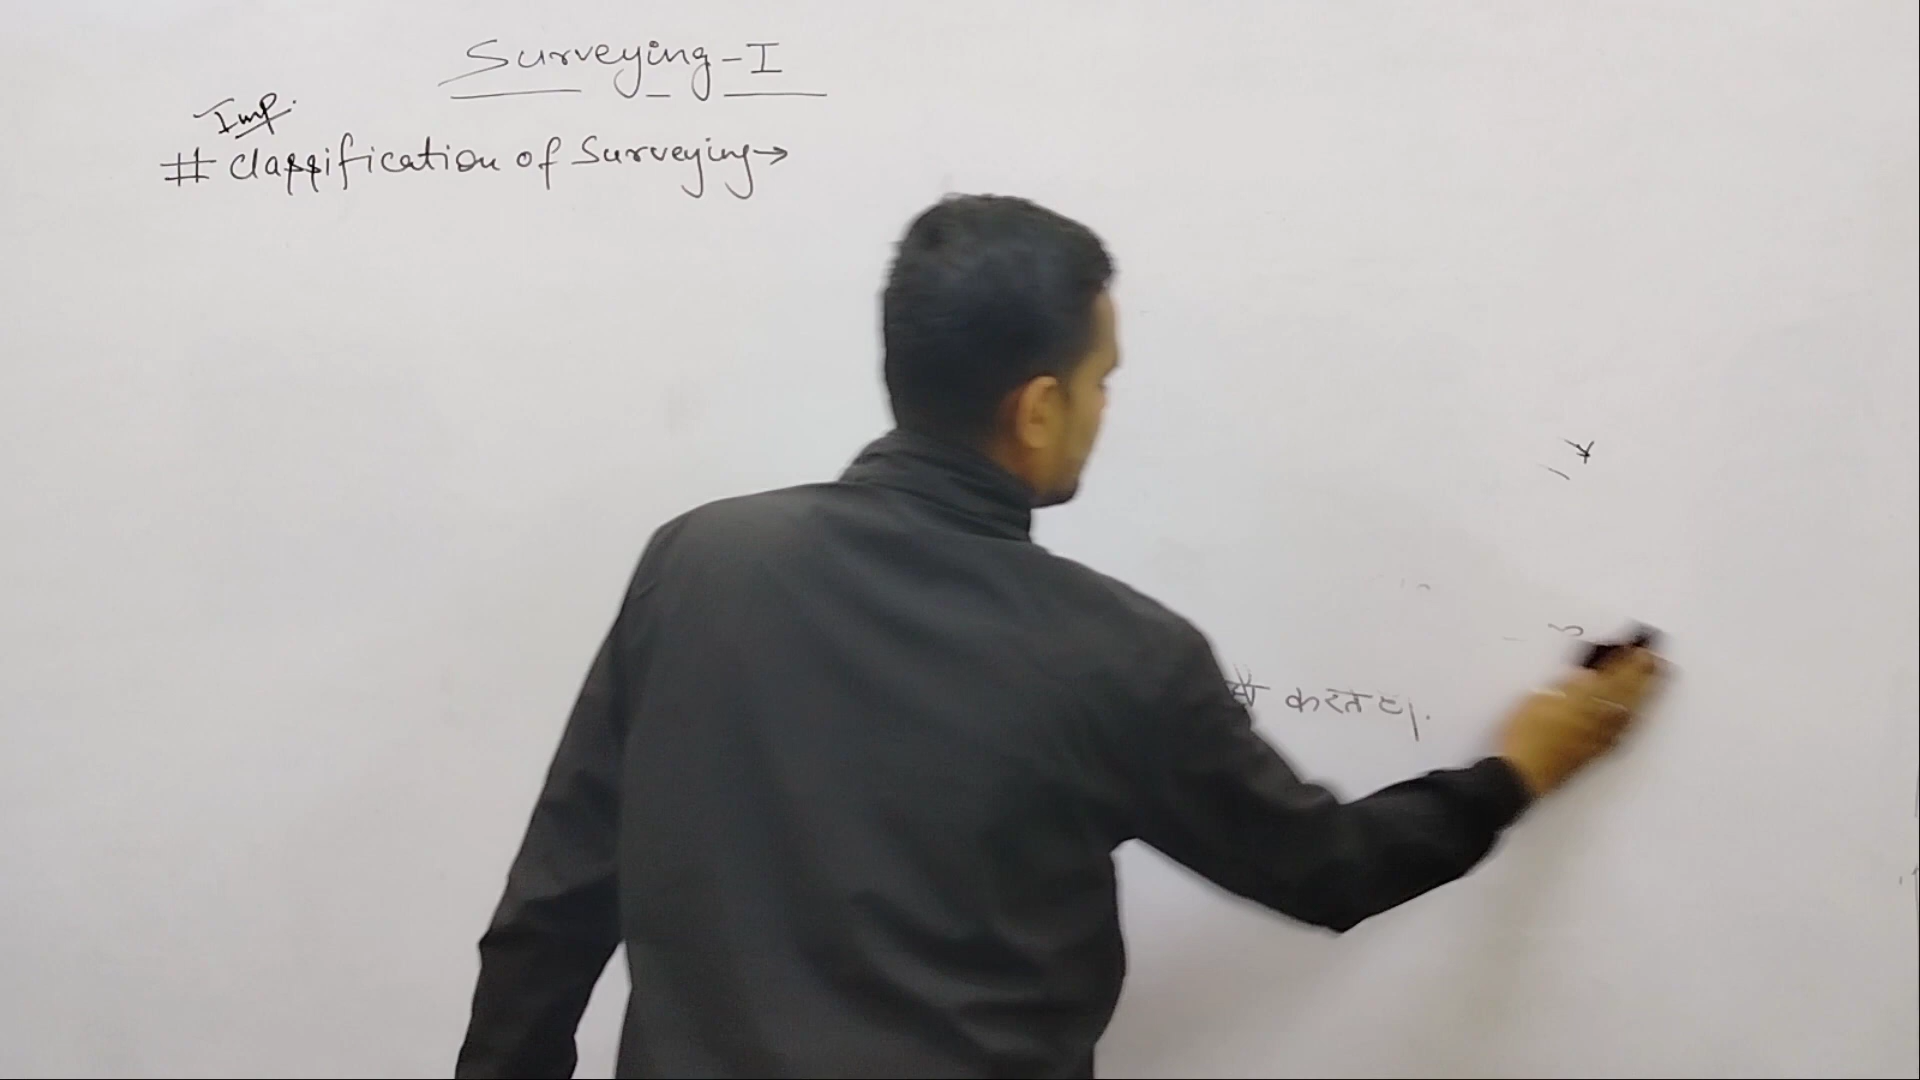 Surveying-I
Imp.
# Classification of Surveying→
करते है।